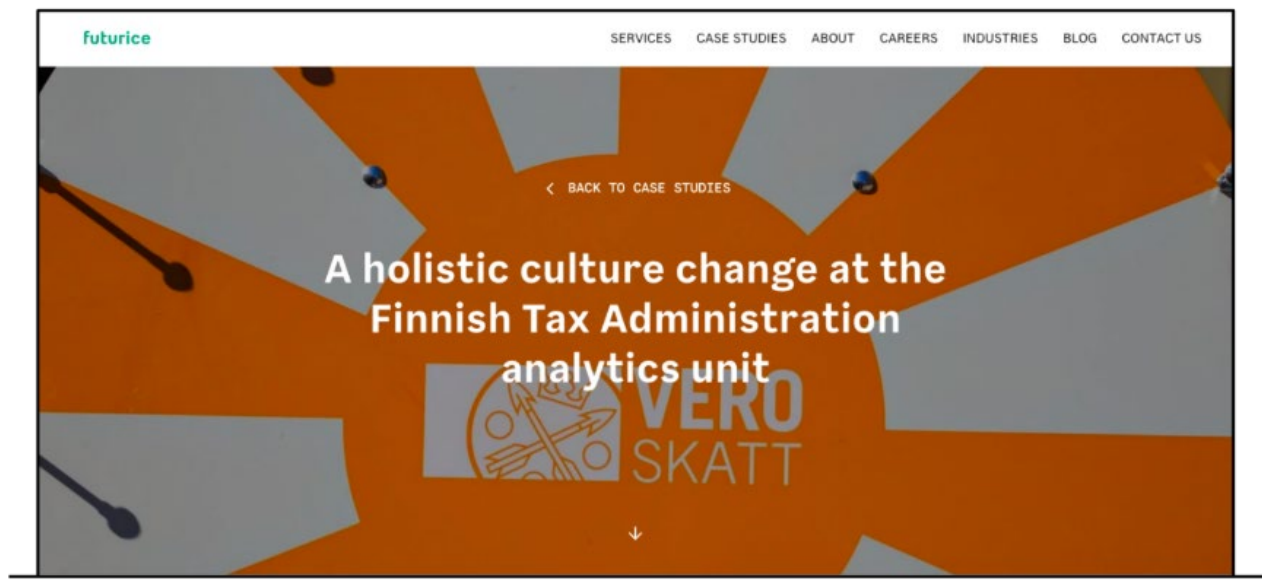 futurice
SERVICES CASE STUDIES ABOUT CAREERS INDUSTRIES BLOG CONTACT US
< BACK TO CASE STUDIES
A holistic culture change at the
Finnish Tax Administration
analytics unit
VERO
SKATT